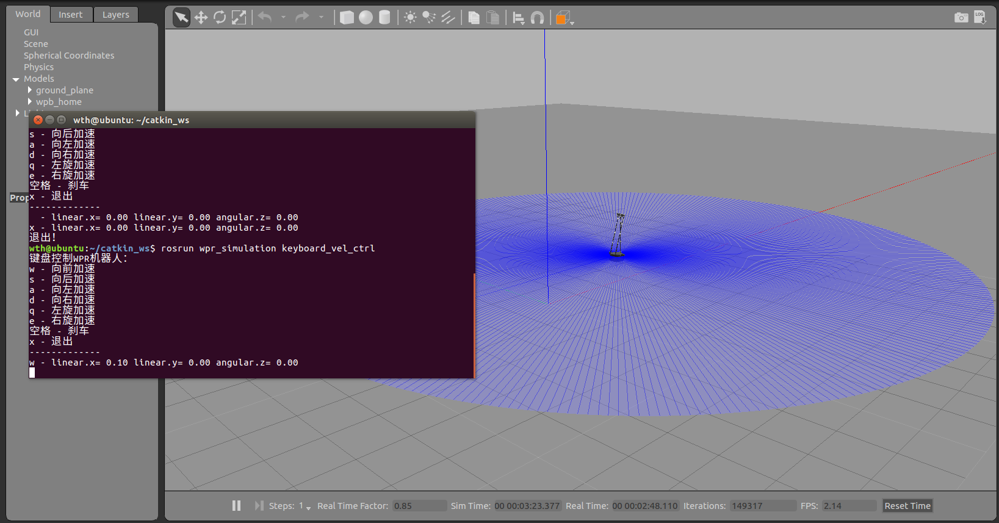 World Insert Layers
GUI
Scene
Spherical Coordinates
Physics
Models
ground_plane
wpb_home
LOG
wth@ubuntu: ~/catkin_ws
s - 向后加速
a - 向左加速
d - 向右加速
q - 左旋加速
e - 右旋加速
空格 - 刹车
x - 退出
-------------
- linear.x= 0.00 linear.y= 0.00 angular.z= 0.00
x - linear.x= 0.00 linear.y= 0.00 angular.z= 0.00
退出！
wth@ubuntu:~/catkin_ws$ rosrun wpr_simulation keyboard_vel_ctrl
键盘控制WPR机器人：
w - 向前加速
s - 向后加速
a - 向左加速
d - 向右加速
q - 左旋加速
e - 右旋加速
空格 - 刹车
x - 退出
-------------
w - linear.x= 0.10 linear.y= 0.00 angular.z= 0.00
Prop
Steps: 1 Real Time Factor: 0.85 Sim Time: 00 00:03:23.377 Real Time: 00 00:02:48.110 Iterations: 149317 FPS: 2.14 Reset Time